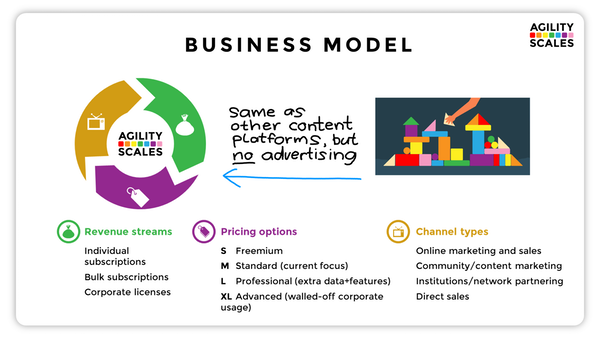 AGILITY
SCALES
BUSINESS MODEL
AGILITY
SCALES
Same as
other content
platforms, but
no advertising
Revenue streams
Individual
subscriptions
Bulk subscriptions
Corporate licenses
Pricing options
S Freemium
M Standard (current focus)
L Professional (extra data+features)
XL Advanced (walled-off corporate
usage)
Channel types
Online marketing and sales
Community/content marketing
Institutions/network partnering
Direct sales